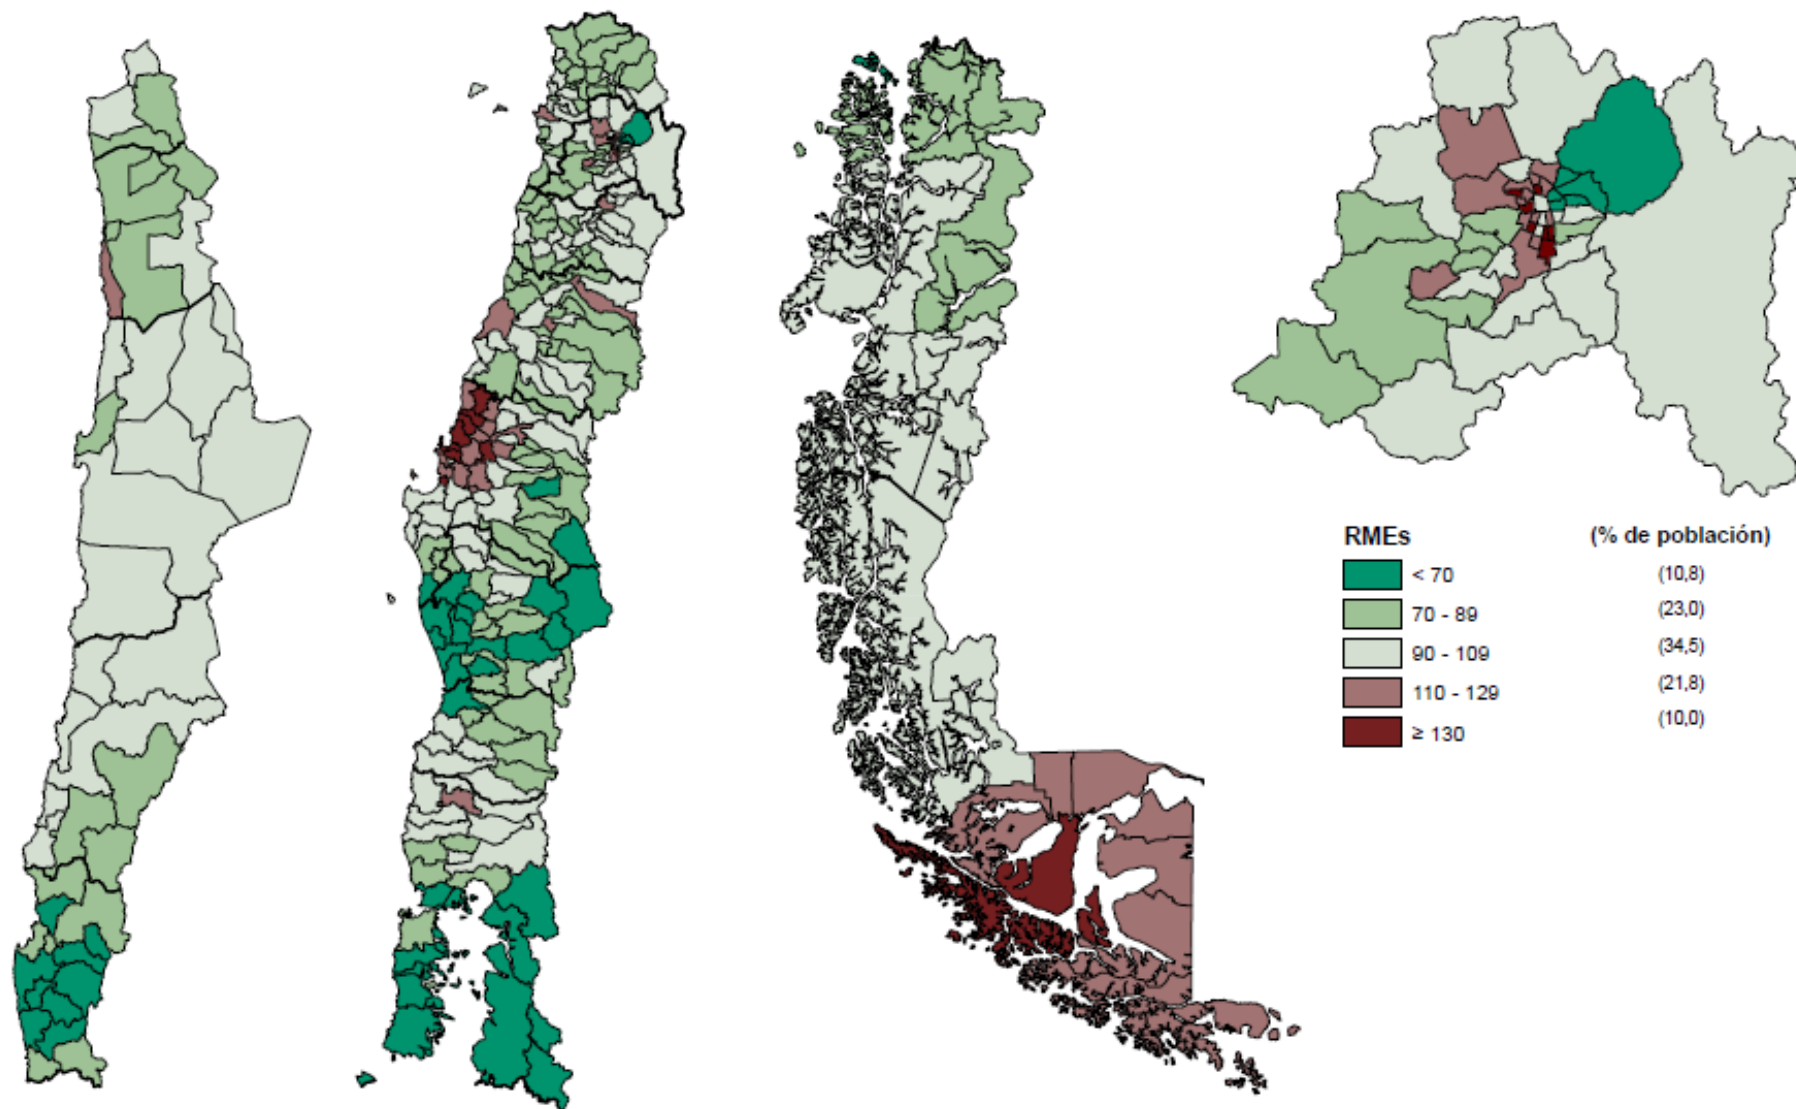 RMEs (% de población)
< 70 (10,8)
70 - 89 (23,0)
90 - 109 (34,5)
110 - 129 (21,8)
≥ 130 (10,0)